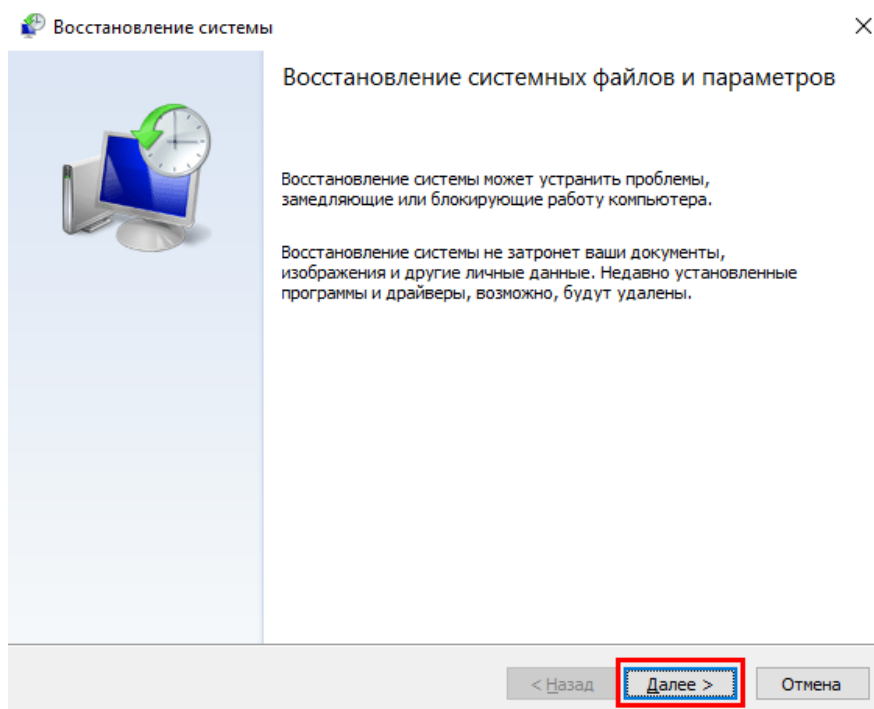 Восстановление системы
Восстановление системных файлов и параметров
Восстановление системы может устранить проблемы,
замедляющие или блокирующие работу компьютера.
Восстановление системы не затронет ваши документы,
изображения и другие личные данные. Недавно установленные
программы и драйверы, возможно, будут удалены.
< Назад Далее > Отмена